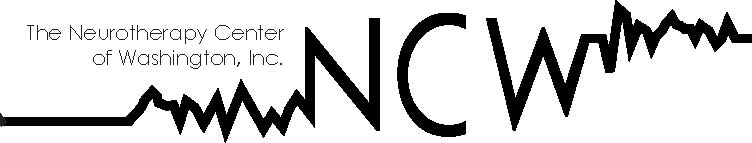 The Neurotherapy Center
of Washington, Inc.
NCW